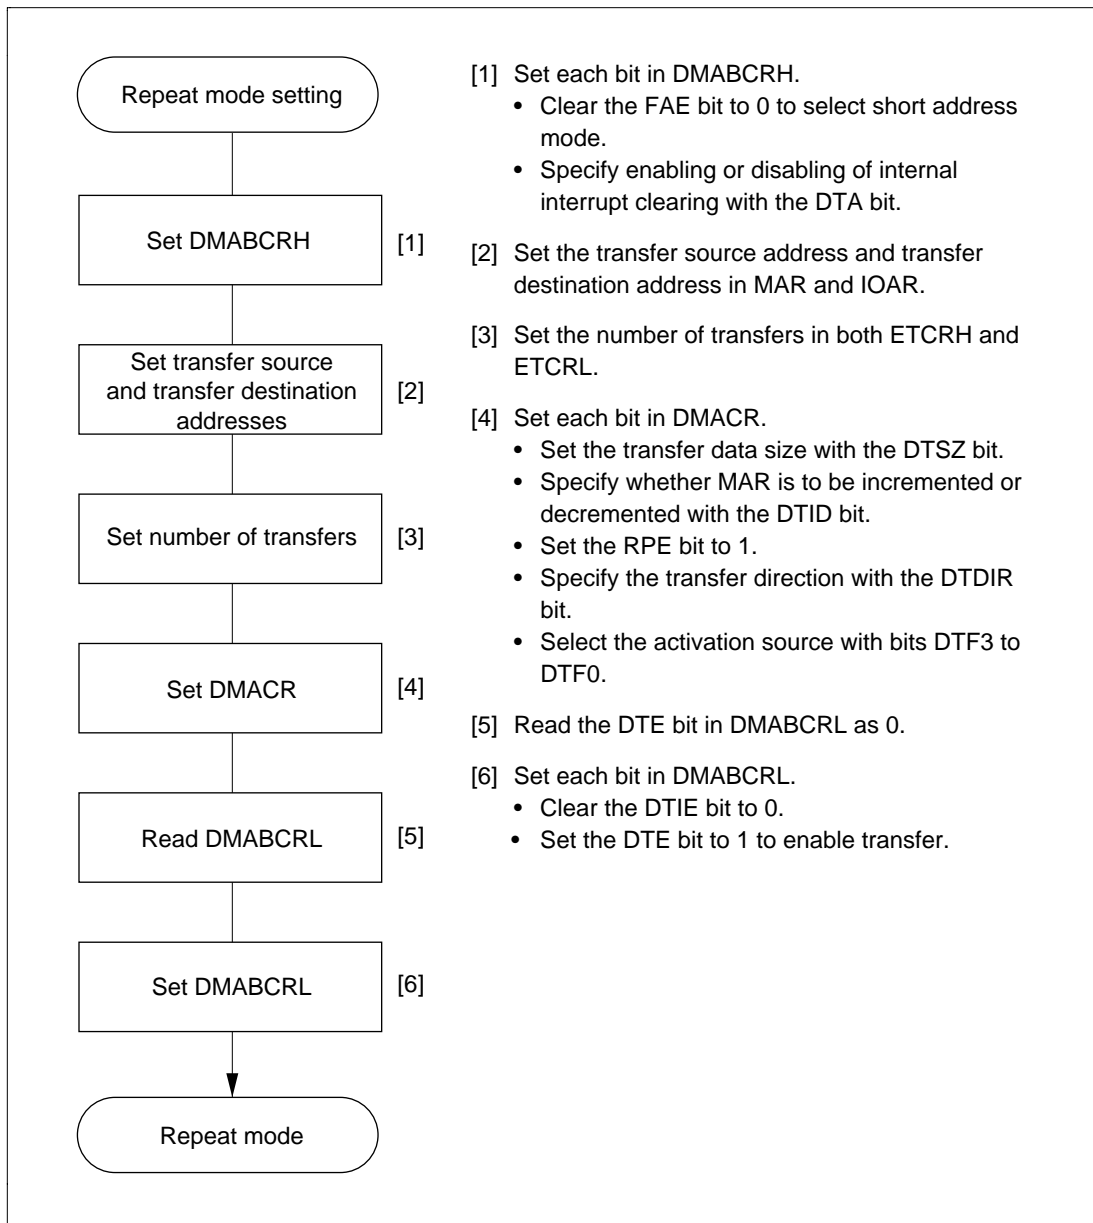 Repeat mode setting
Set DMABCRH
[1]
Set transfer source
and transfer destination
addresses
[2]
Set number of transfers
[3]
Set DMACR
[4]
Read DMABCRL
[5]
Set DMABCRL
[6]
Repeat mode
[1] Set each bit in DMABCRH.
• Clear the FAE bit to 0 to select short address
mode.
• Specify enabling or disabling of internal
interrupt clearing with the DTA bit.
[2] Set the transfer source address and transfer
destination address in MAR and IOAR.
[3] Set the number of transfers in both ETCRH and
ETCRL.
[4] Set each bit in DMACR.
• Set the transfer data size with the DTSZ bit.
• Specify whether MAR is to be incremented or
decremented with the DTID bit.
• Set the RPE bit to 1.
• Specify the transfer direction with the DTDIR
bit.
• Select the activation source with bits DTF3 to
DTF0.
[5] Read the DTE bit in DMABCRL as 0.
[6] Set each bit in DMABCRL.
• Clear the DTIE bit to 0.
• Set the DTE bit to 1 to enable transfer.